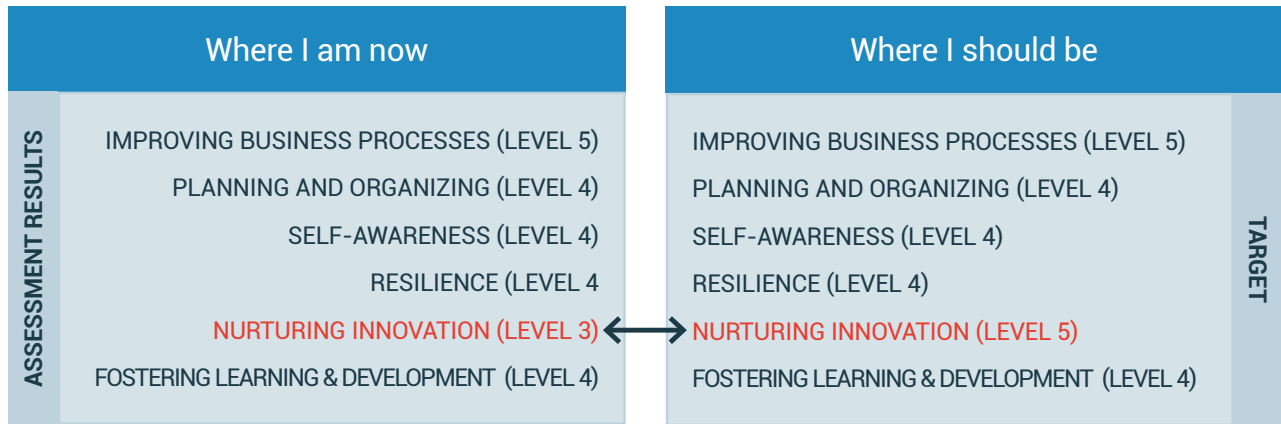 Where I am now
ASSESSMENT RESULTS
IMPROVING BUSINESS PROCESSES (LEVEL 5)
PLANNING AND ORGANIZING (LEVEL 4)
SELF-AWARENESS (LEVEL 4)
RESILIENCE (LEVEL 4
NURTURING INNOVATION (LEVEL 3)
FOSTERING LEARNING & DEVELOPMENT (LEVEL 4)
Where I should be
IMPROVING BUSINESS PROCESSES (LEVEL 5)
PLANNING AND ORGANIZING (LEVEL 4)
SELF-AWARENESS (LEVEL 4)
RESILIENCE (LEVEL 4)
NURTURING INNOVATION (LEVEL 5)
FOSTERING LEARNING & DEVELOPMENT (LEVEL 4)
TARGET